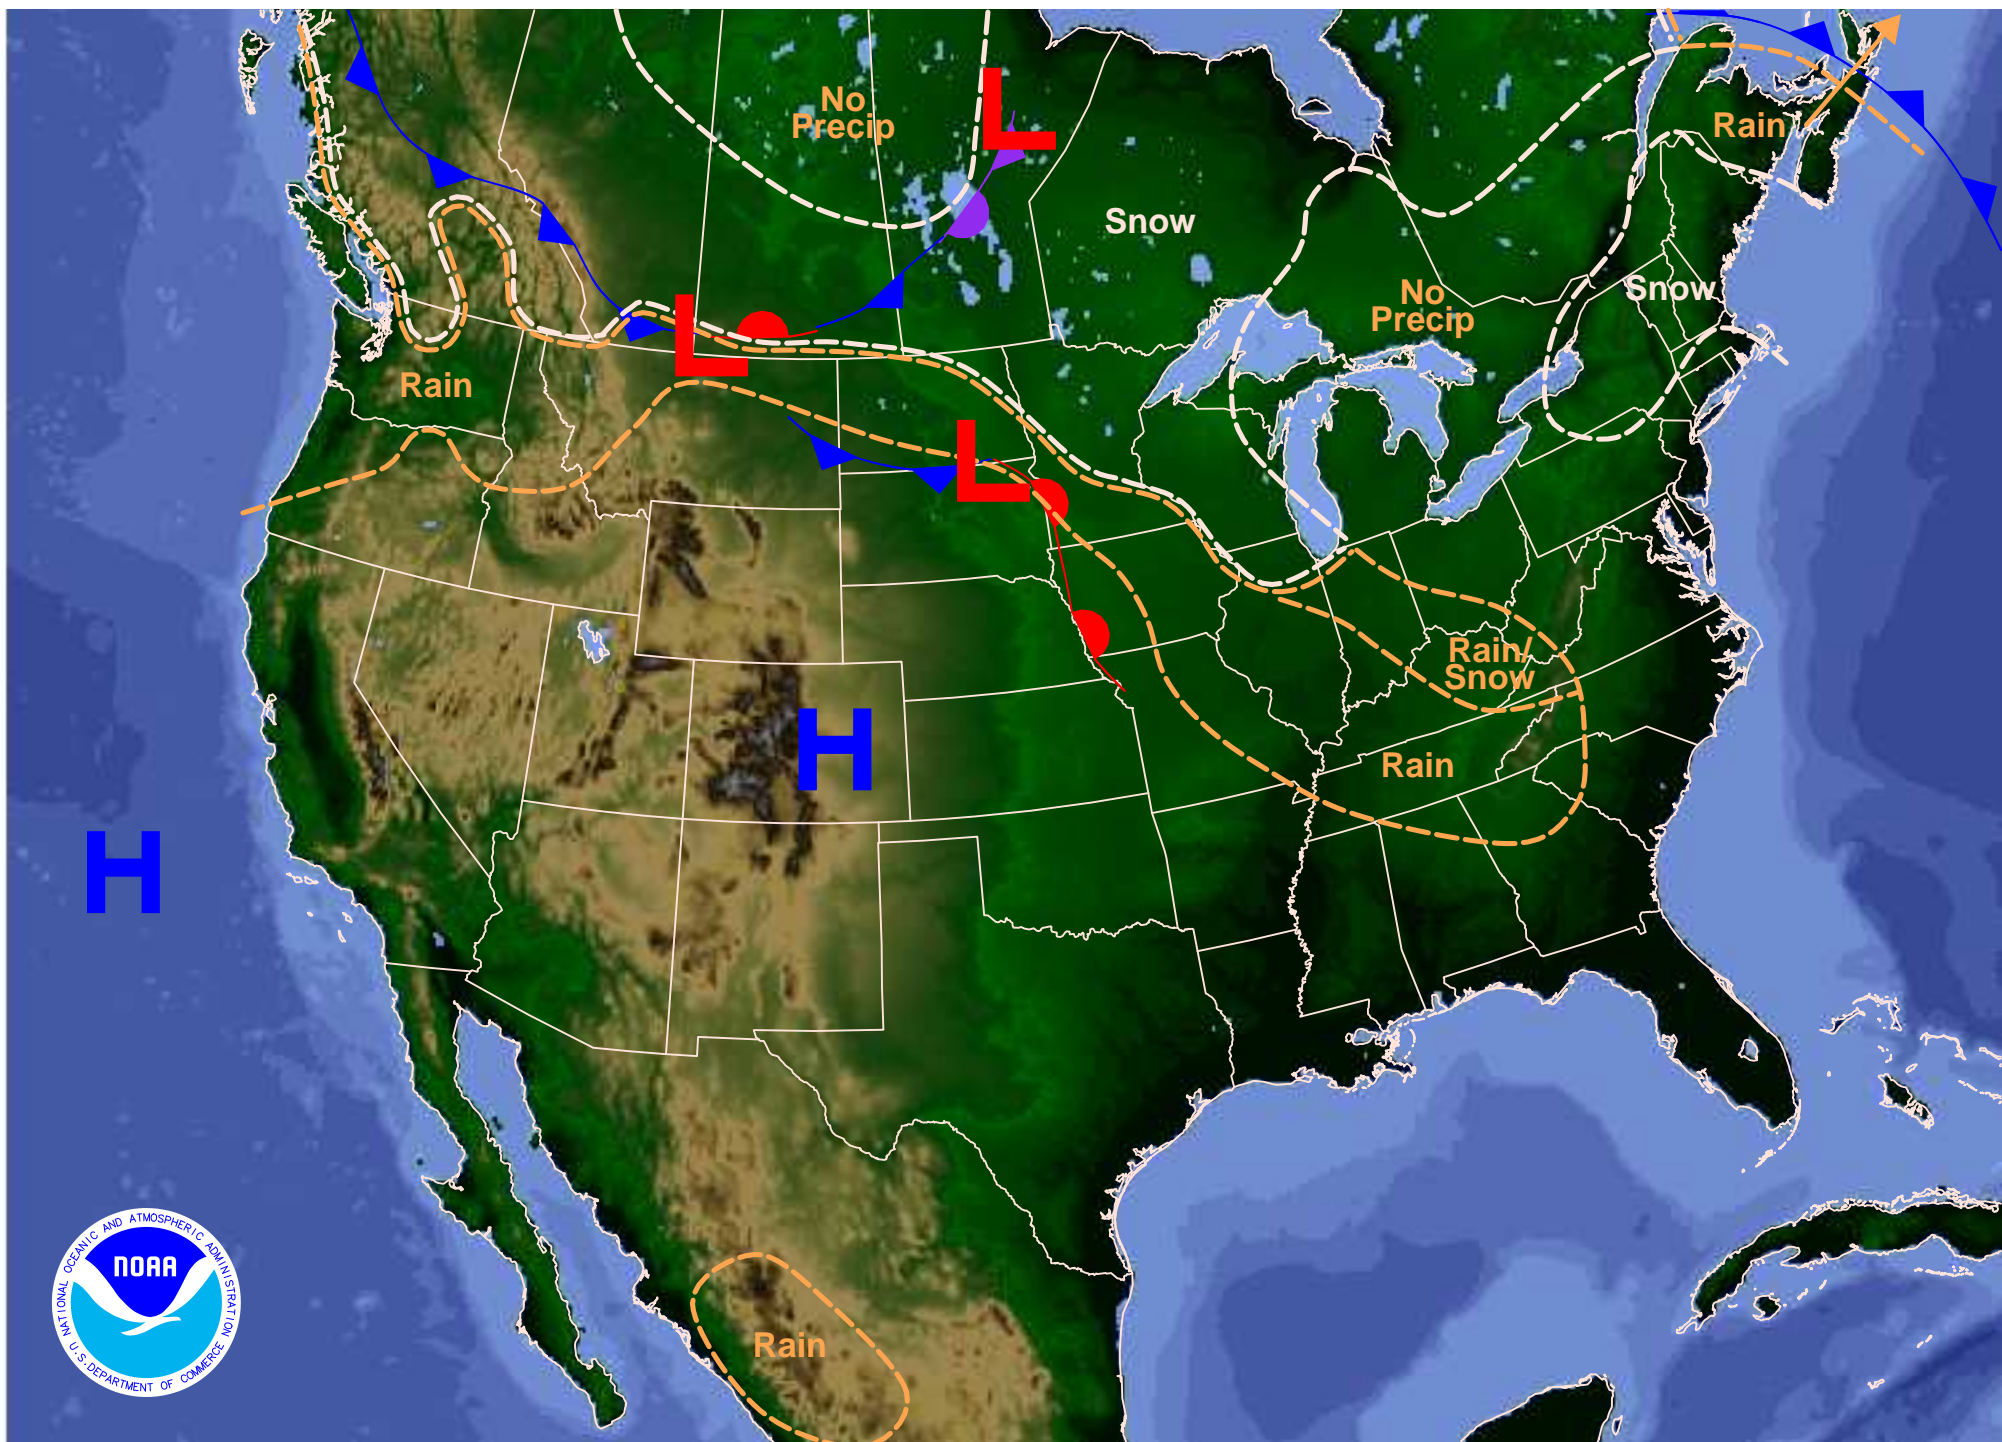 No
Precip
L
Rain
Snow
Snow
No
Precip
L
Rain
L
Rain/
Snow
H
Rain
H
NATIONAL OCEANIC AND ATMOSPHERIC ADMINISTRATION
NOAA
U.S. DEPARTMENT OF COMMERCE
Rain